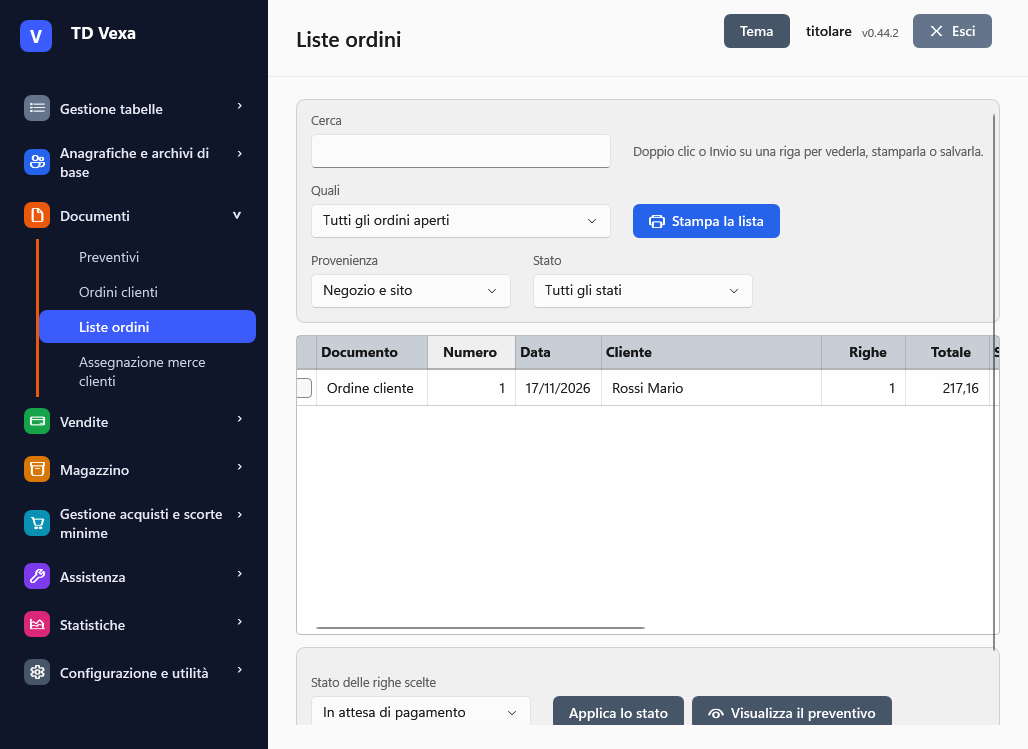 V
TD Vexa
Liste ordini
Tema
titolare
v0.44.2
Esci
Gestione tabelle
Anagrafiche e archivi di
base
Documenti
Preventivi
Ordini clienti
Liste ordini
Assegnazione merce
clienti
Vendite
Magazzino
Gestione acquisti e scorte
minime
Assistenza
Statistiche
Configurazione e utilità
Cerca
Doppio clic o Invio su una riga per vederla, stamparla o salvarla.
Quali
Tutti gli ordini aperti
Stampa la lista
Provenienza
Stato
Negozio e sito
Tutti gli stati
Documento Numero Data Cliente Righe Totale
Ordine cliente 1 17/11/2026 Rossi Mario 1 217,16
Stato delle righe scelte
In attesa di pagamento
Applica lo stato
Visualizza il preventivo